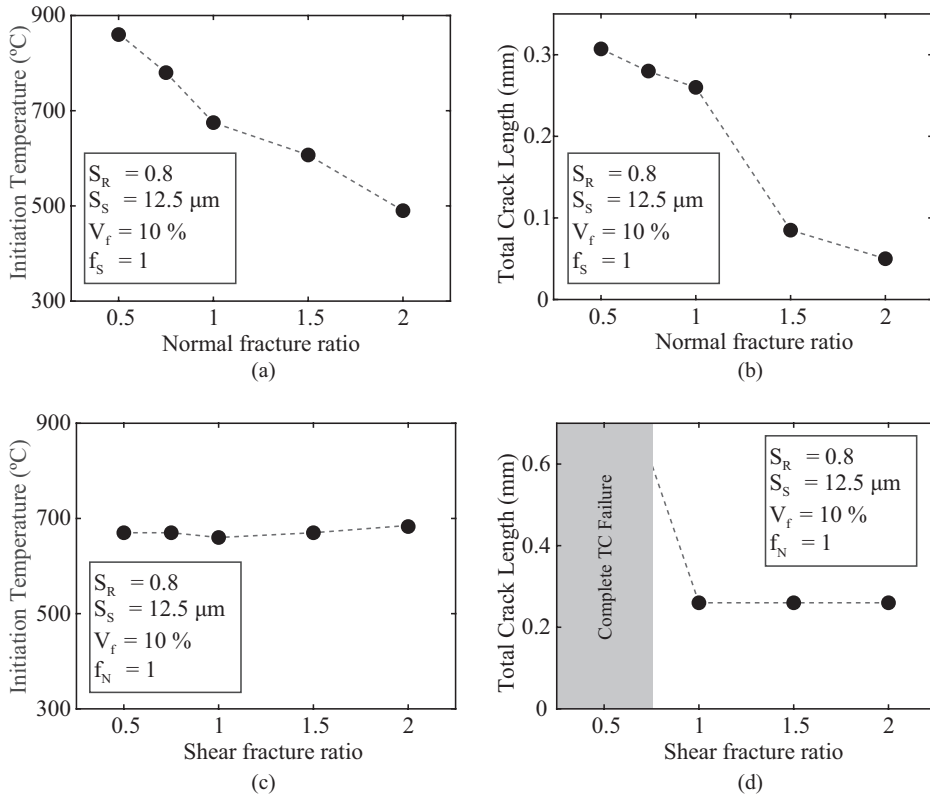 900
700
500
300
Initiation Temperature (ºC)
S_R = 0.8
S_S = 12.5 μm
V_f = 10 %
f_S = 1
0.5 1 1.5 2
Normal fracture ratio
(a)
0.3
0.2
0.1
0
Total Crack Length (mm)
S_R = 0.8
S_S = 12.5 μm
V_f = 10 %
f_S = 1
0.5 1 1.5 2
Normal fracture ratio
(b)
900
700
500
300
Initiation Temperature (ºC)
S_R = 0.8
S_S = 12.5 μm
V_f = 10 %
f_N = 1
0.5 1 1.5 2
Shear fracture ratio
(c)
0.6
0.4
0.2
0
Total Crack Length (mm)
Complete TC Failure
S_R = 0.8
S_S = 12.5 μm
V_f = 10 %
f_N = 1
0.5 1 1.5 2
Shear fracture ratio
(d)